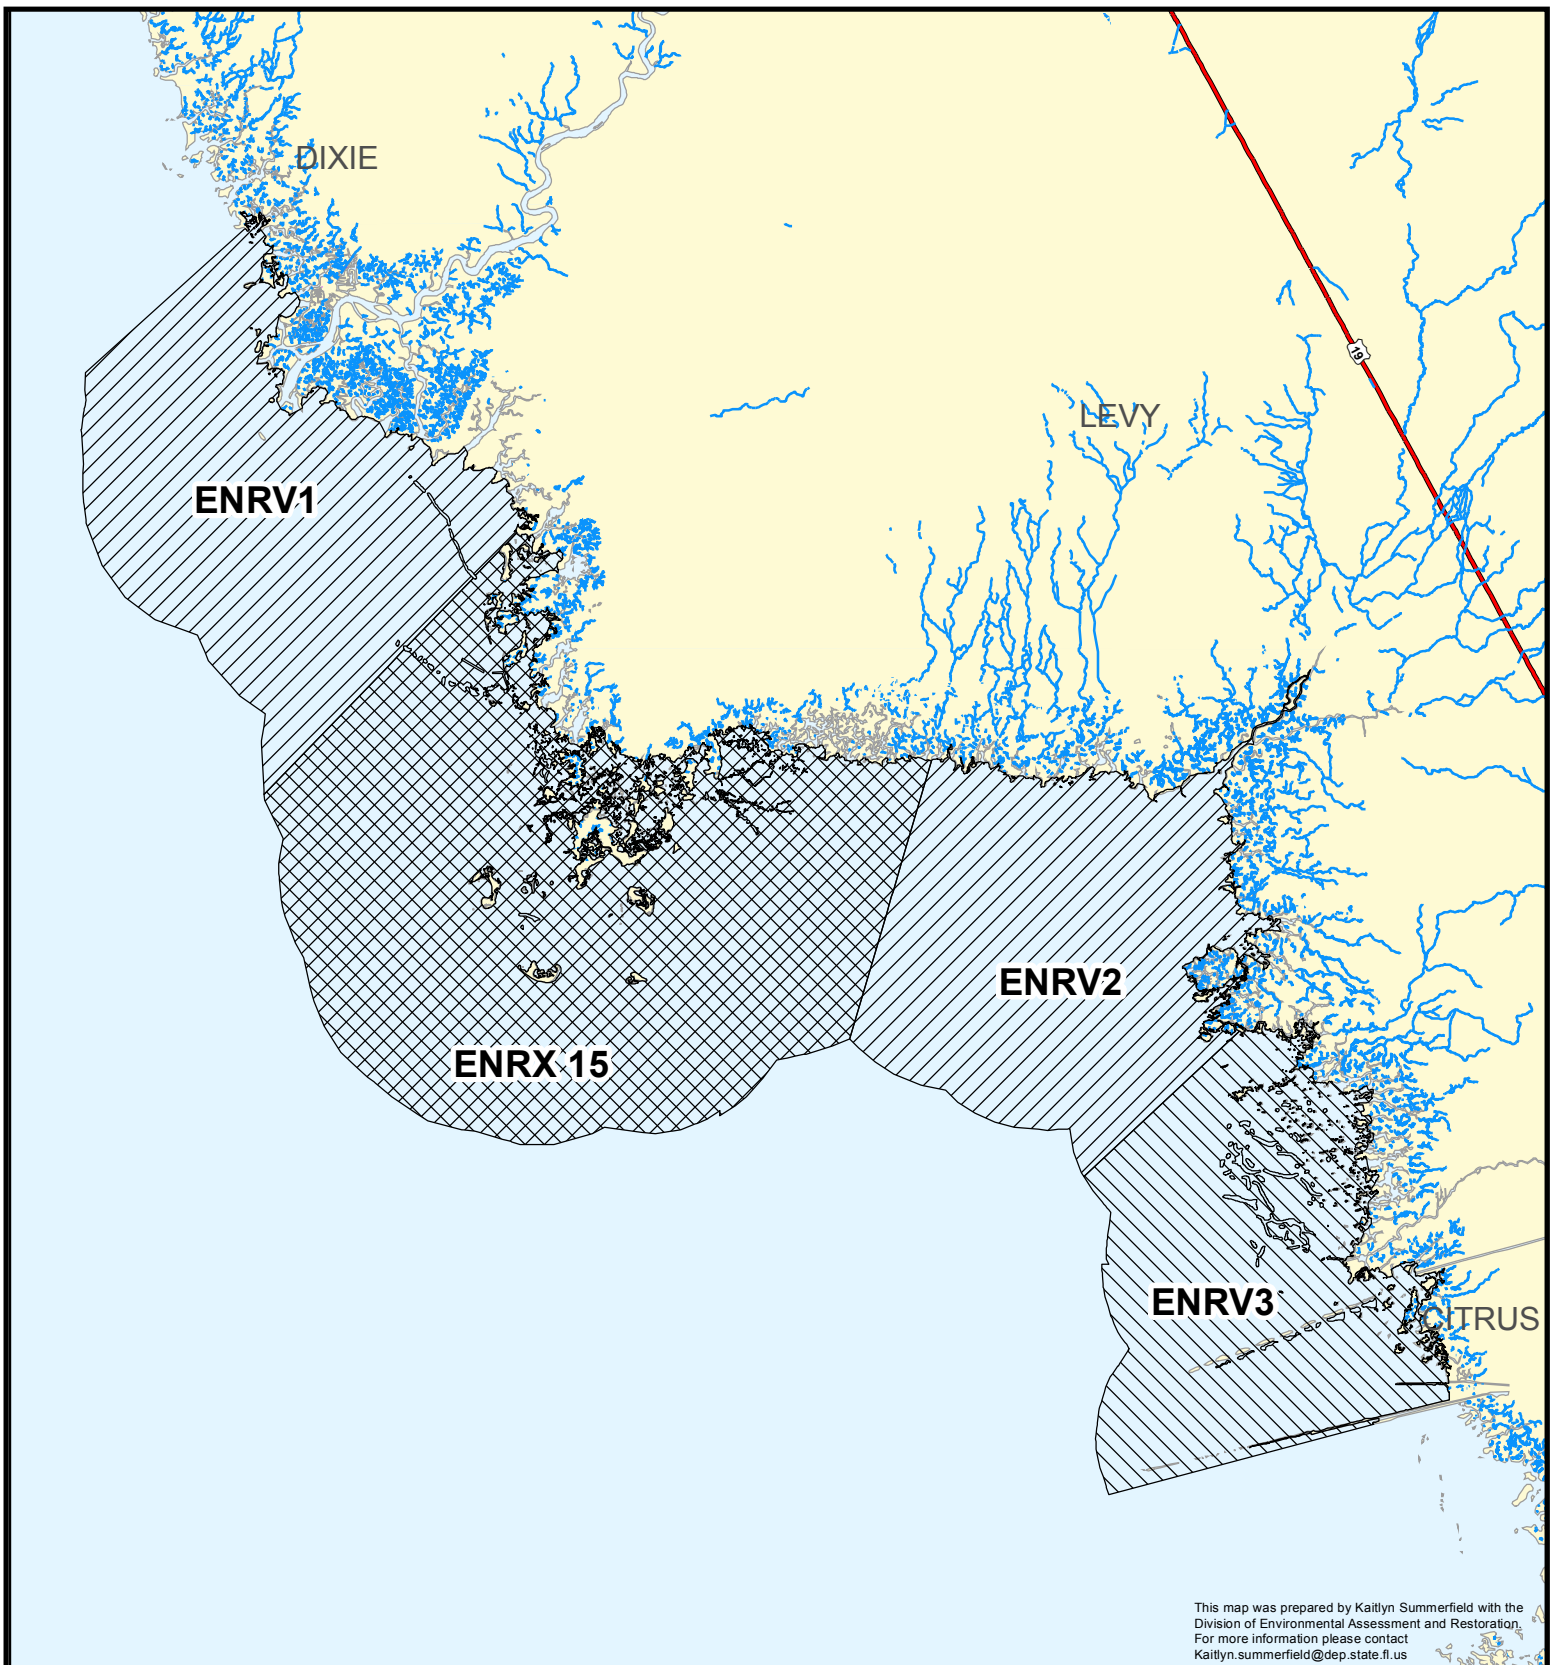 DIXIE
19
LEVY
ENRV1
ENRV2
ENRX 15
ENRV3
CITRUS
This map was prepared by Kaitlyn Summerfield with the
Division of Environmental Assessment and Restoration.
For more information please contact
Kaitlyn.summerfield@dep.state.fl.us